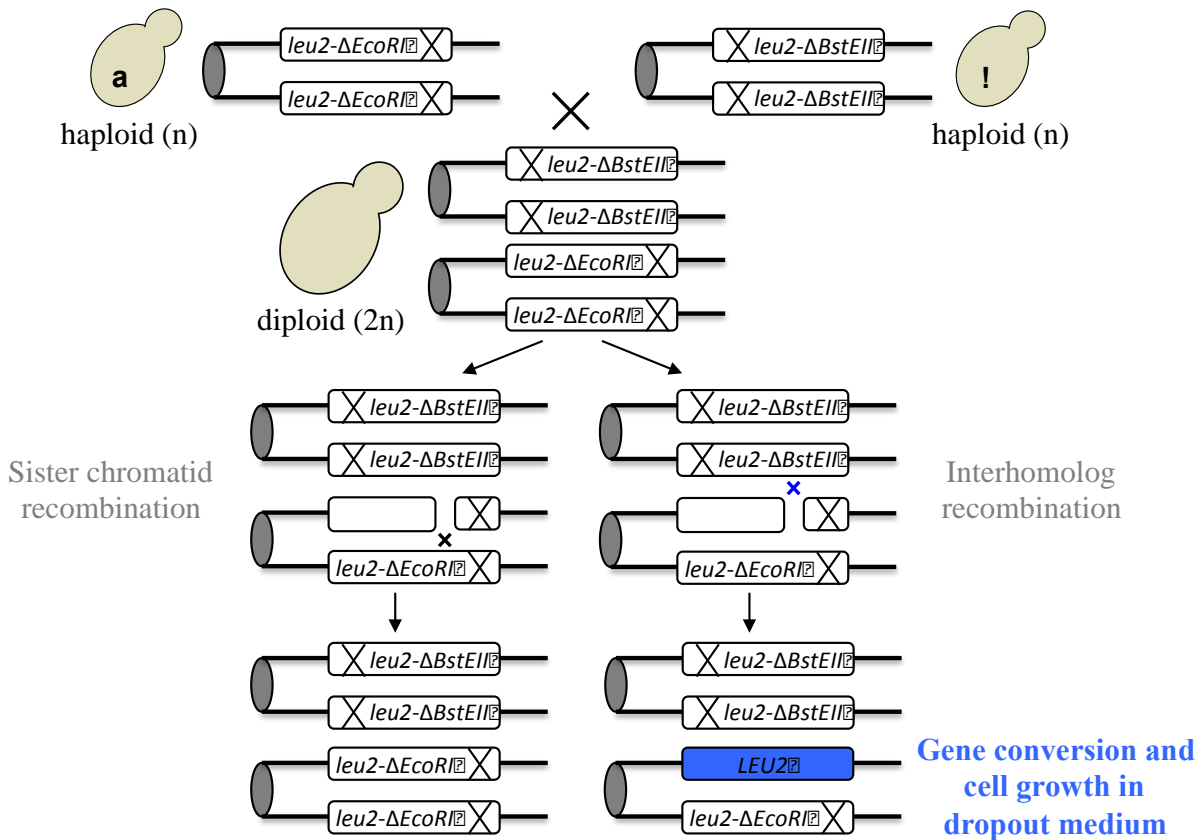 leu2-ΔEcoRI⍰
leu2-ΔEcoRI⍰
a
haploid (n)
leu2-ΔBstEII⍰
leu2-ΔBstEII⍰
!
haploid (n)
leu2-ΔBstEII⍰
leu2-ΔBstEII⍰
leu2-ΔEcoRI⍰
leu2-ΔEcoRI⍰
diploid (2n)
Sister chromatid
recombination
leu2-ΔBstEII⍰
leu2-ΔBstEII⍰
leu2-ΔEcoRI⍰
leu2-ΔBstEII⍰
leu2-ΔBstEII⍰
leu2-ΔEcoRI⍰
Interhomolog
recombination
leu2-ΔBstEII⍰
leu2-ΔBstEII⍰
leu2-ΔEcoRI⍰
leu2-ΔEcoRI⍰
leu2-ΔBstEII⍰
leu2-ΔBstEII⍰
LEU2⍰
leu2-ΔEcoRI⍰
Gene conversion and
cell growth in
dropout medium